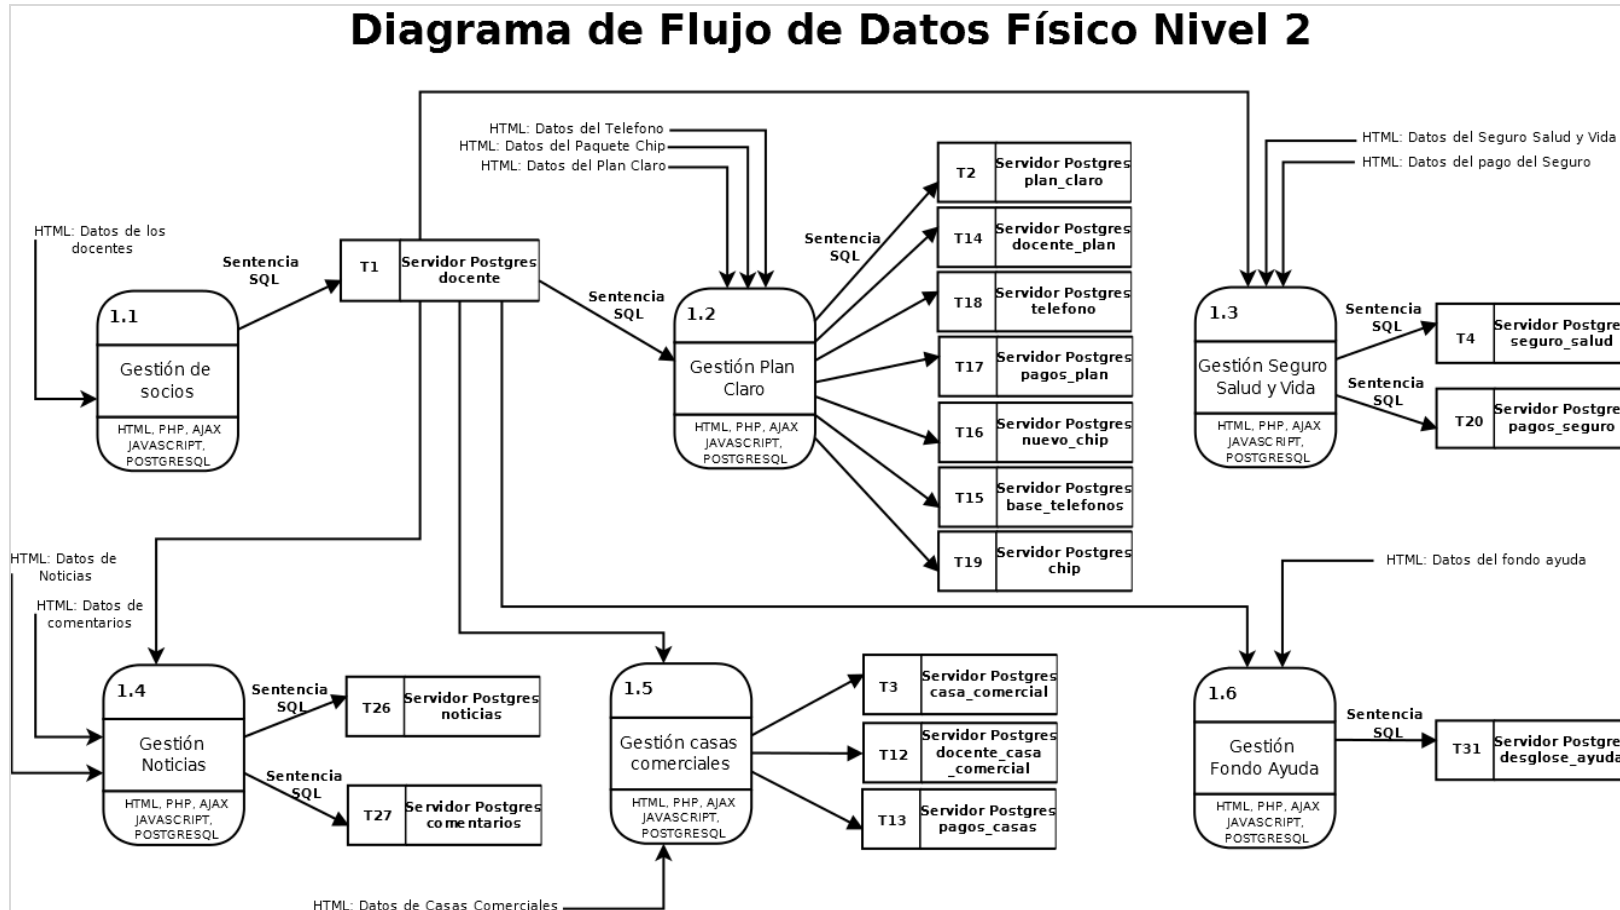 Diagrama de Flujo de Datos Físico Nivel 2
HTML: Datos del Telefono
HTML: Datos del Paquete Chip
HTML: Datos del Plan Claro
HTML: Datos del Seguro Salud y Vida
HTML: Datos del pago del Seguro
HTML: Datos de los
docentes
Sentencia
SQL
T1
Servidor Postgres
docente
Sentencia
SQL
Sentencia
SQL
T2
Servidor Postgres
plan_claro
T14
Servidor Postgres
docente_plan
T18
Servidor Postgres
telefono
T17
Servidor Postgres
pagos_plan
T16
Servidor Postgres
nuevo_chip
T15
Servidor Postgres
base_telefonos
T19
Servidor Postgres
chip
1.1
Gestión de
socios
HTML, PHP, AJAX
JAVASCRIPT,
POSTGRESQL
1.2
Gestión Plan
Claro
HTML, PHP, AJAX
JAVASCRIPT,
POSTGRESQL
1.3
Gestión Seguro
Salud y Vida
HTML, PHP, AJAX
JAVASCRIPT,
POSTGRESQL
Sentencia
SQL
T4
Servidor Postgre
seguro_salud
Sentencia
SQL
T20
Servidor Postgre
pagos_seguro
HTML: Datos de
Noticias
HTML: Datos de
comentarios
HTML: Datos del fondo ayuda
1.4
Gestión
Noticias
HTML, PHP, AJAX
JAVASCRIPT,
POSTGRESQL
Sentencia
SQL
T26
Servidor Postgres
noticias
Sentencia
SQL
T27
Servidor Postgres
comentarios
1.5
Gestión casas
comerciales
HTML, PHP, AJAX
JAVASCRIPT,
POSTGRESQL
T3
Servidor Postgres
casa_comercial
T12
Servidor Postgres
docente_casa
_comercial
T13
Servidor Postgres
pagos_casas
1.6
Gestión
Fondo Ayuda
HTML, PHP, AJAX
JAVASCRIPT,
POSTGRESQL
Sentencia
SQL
T31
Servidor Postgre
desglose_ayuda
HTML: Datos de Casas Comerciales